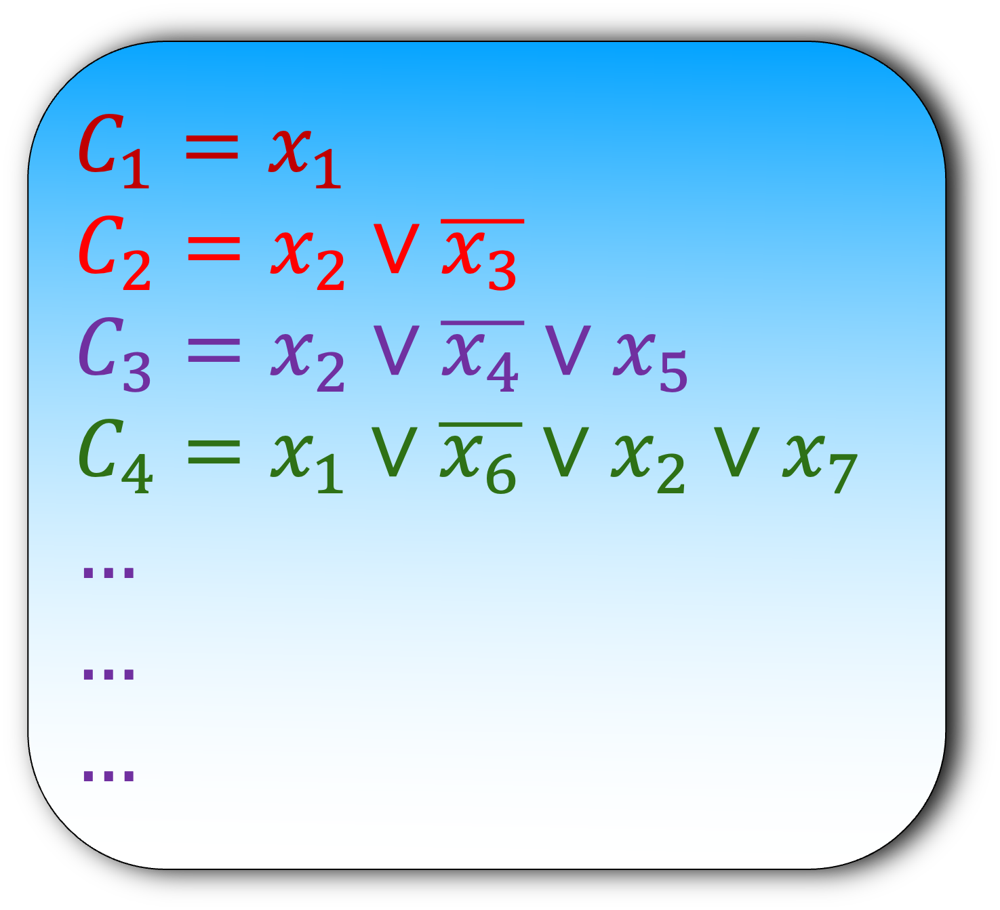 C₁ = x₁
C₂ = x₂ ∨ x̅₃
C₃ = x₂ ∨ x̅₄ ∨ x₅
C₄ = x₁ ∨ x̅₆ ∨ x₂ ∨ x₇
...
...
...